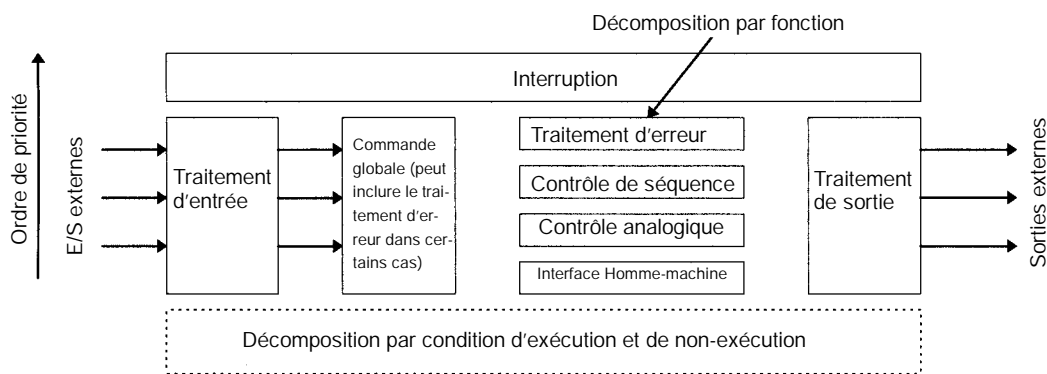 Décomposition par fonction
Interruption
Ordre de priorité
E/S externes
Traitement
d'entrée
Commande
globale (peut
inclure le trai-
tement d'er-
reur dans cer-
tains cas)
Traitement d'erreur
Contrôle de séquence
Contrôle analogique
Interface Homme-machine
Traitement
de sortie
Sorties externes
Décomposition par condition d'exécution et de non-exécution